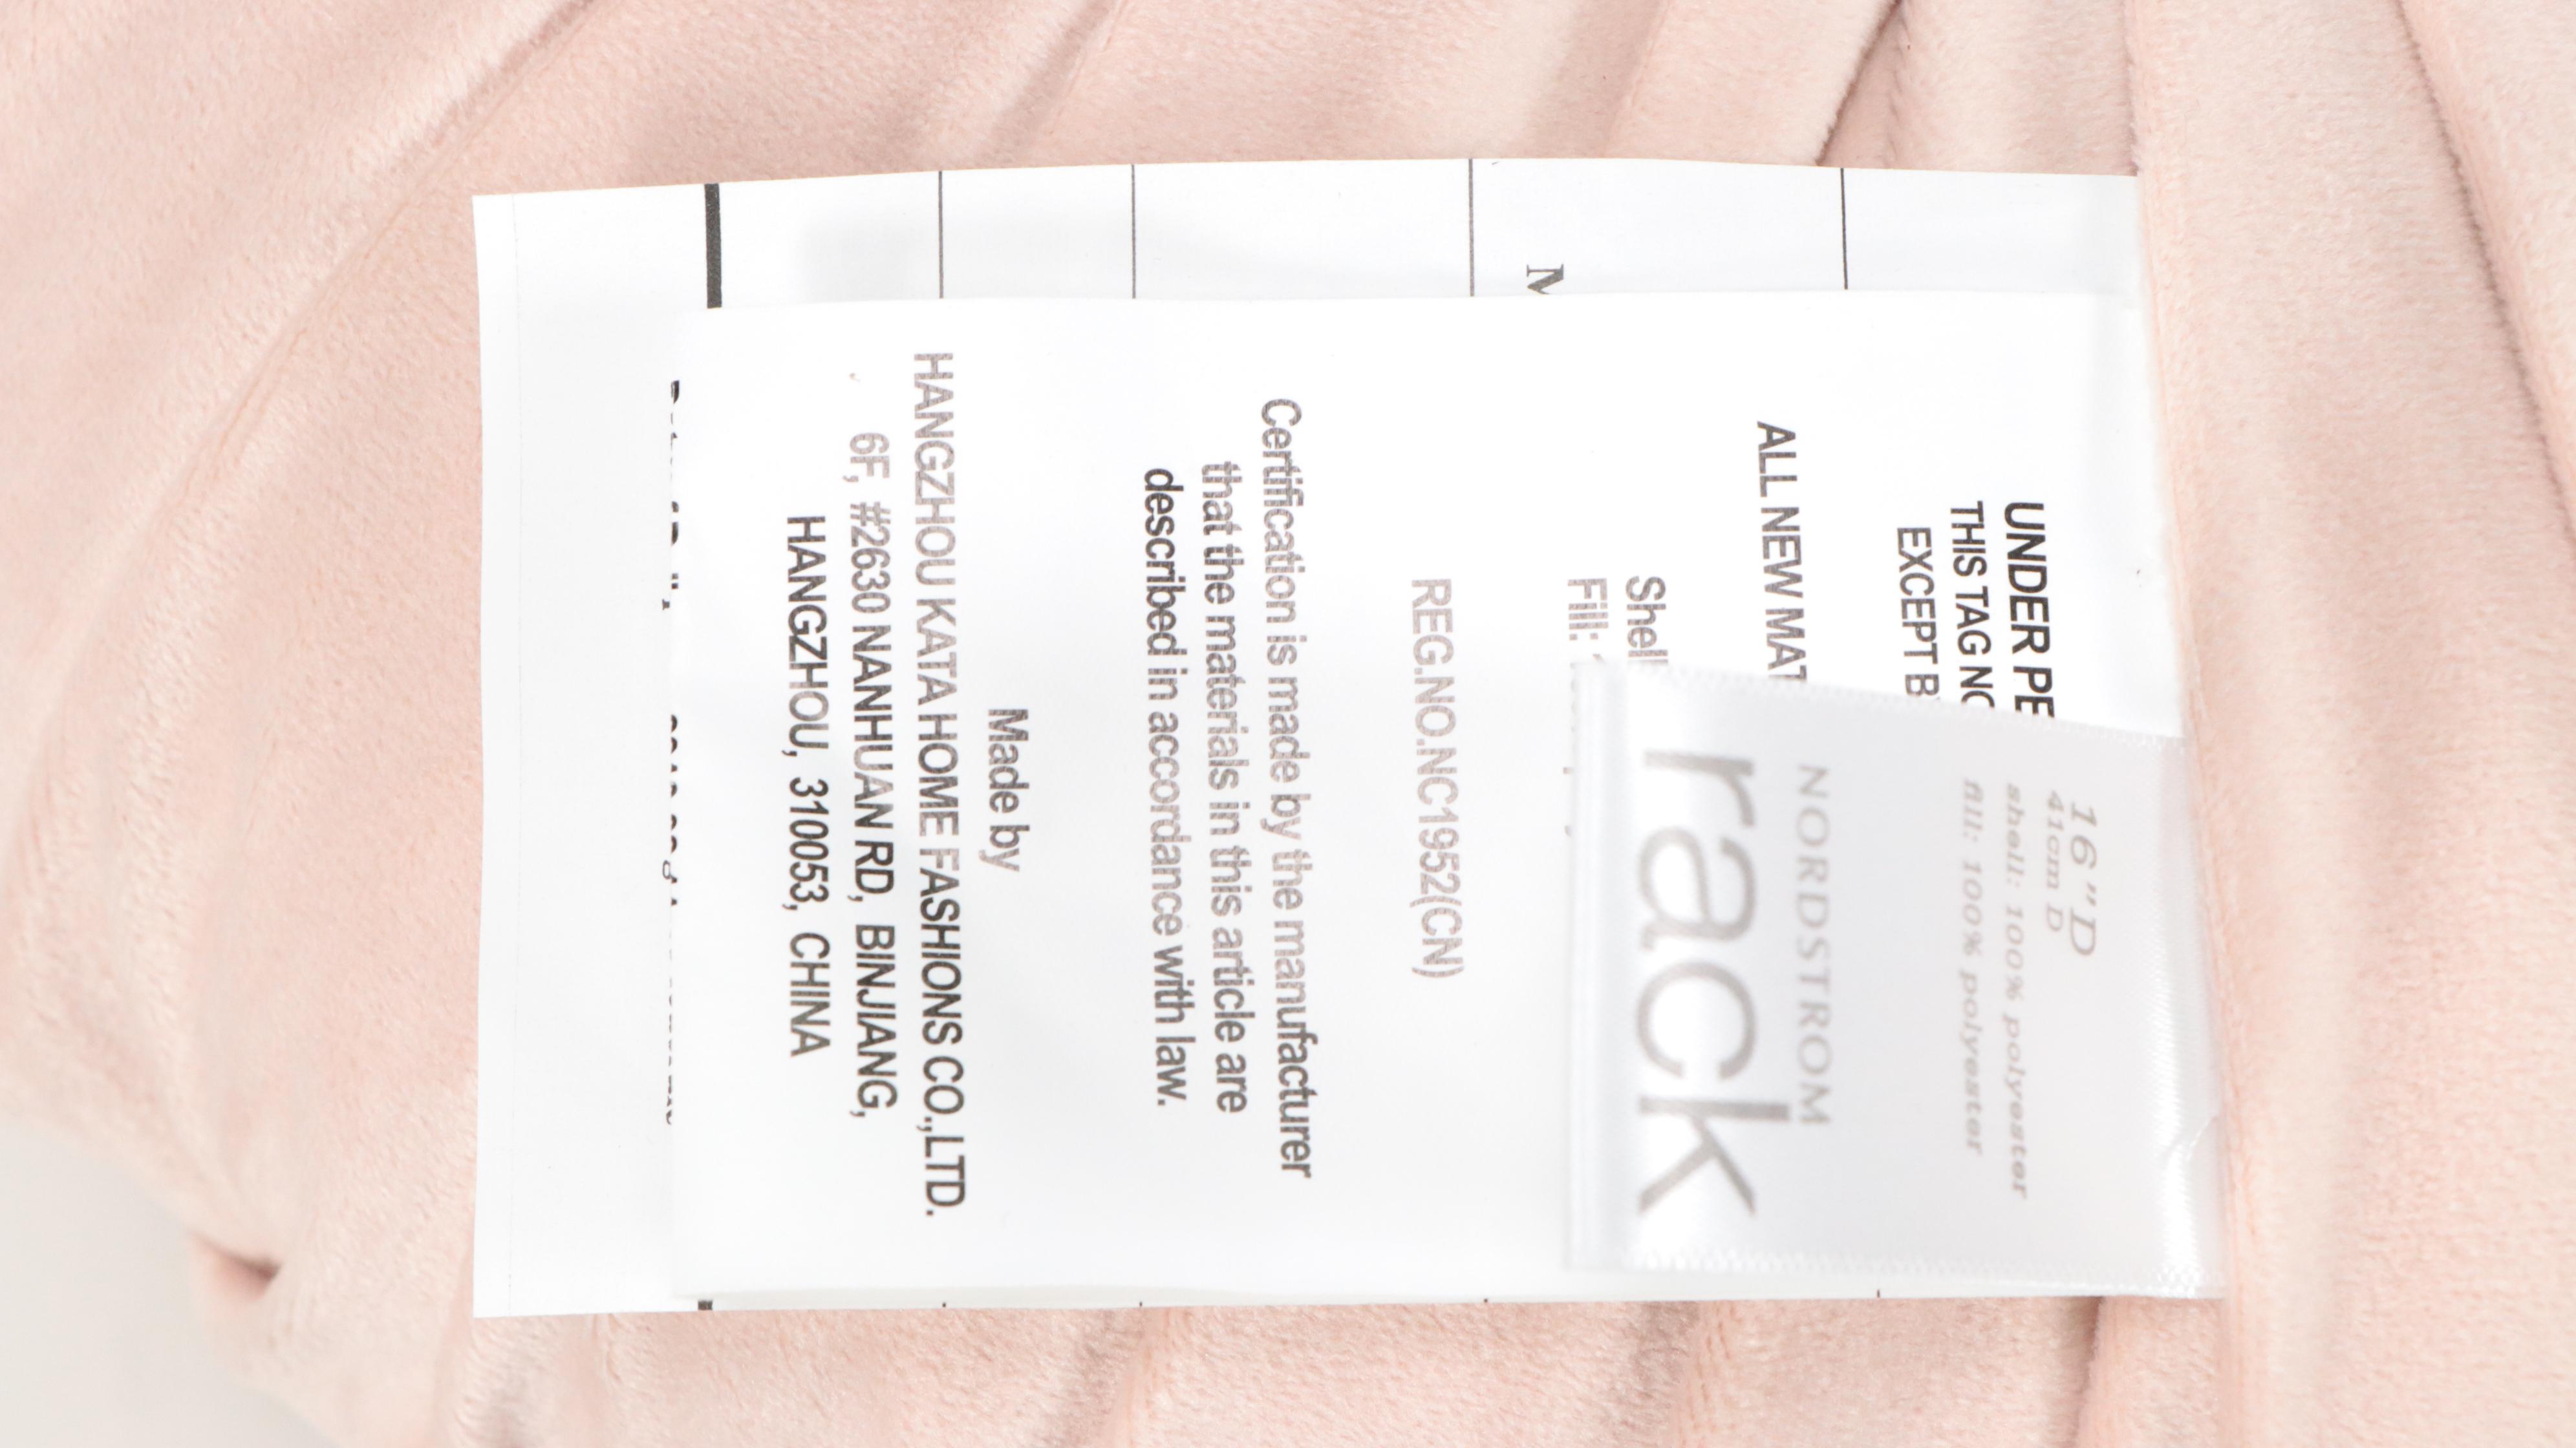 16"D
41cm D
shell: 100% polyester
fill: 100% polyester
NORDSTROM
rack
UNDER PE
THIS TAG NO
EXCEPT B
ALL NEW MAT
Shell
Fill:
REG.NO.NC1952(CN)
Certification is made by the manufacturer
that the materials in this article are
described in accordance with law.
Made by
HANGZHOU KATA HOME FASHIONS CO.,LTD.
6F, #2630 NANHUAN RD, BINJIANG,
HANGZHOU, 310053, CHINA
M